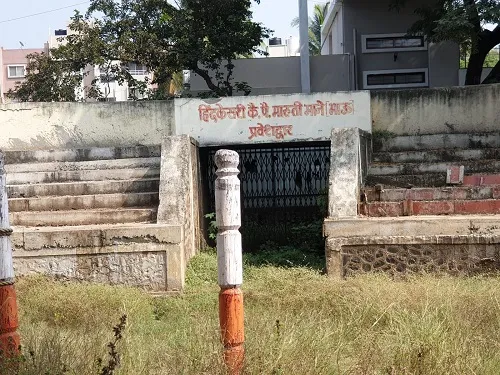 हिंदकेसरी कै.पै. मारुती माने (भाऊ)
प्रवेशद्वार